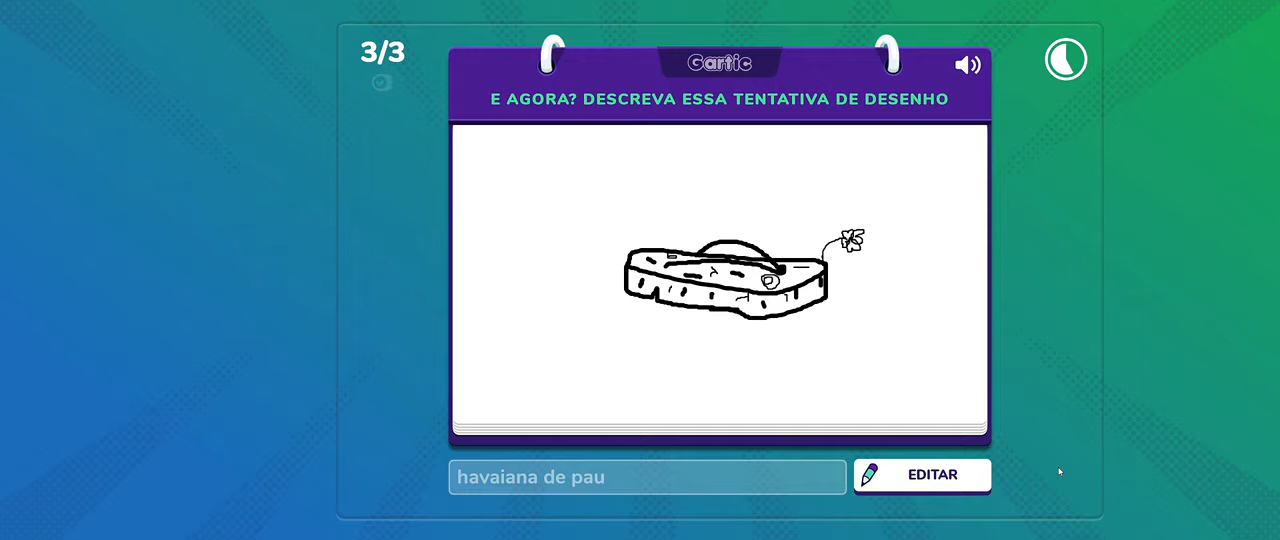 3/3
Gartic
E AGORA? DESCREVA ESSA TENTATIVA DE DESENHO
havaiana de pau
EDITAR